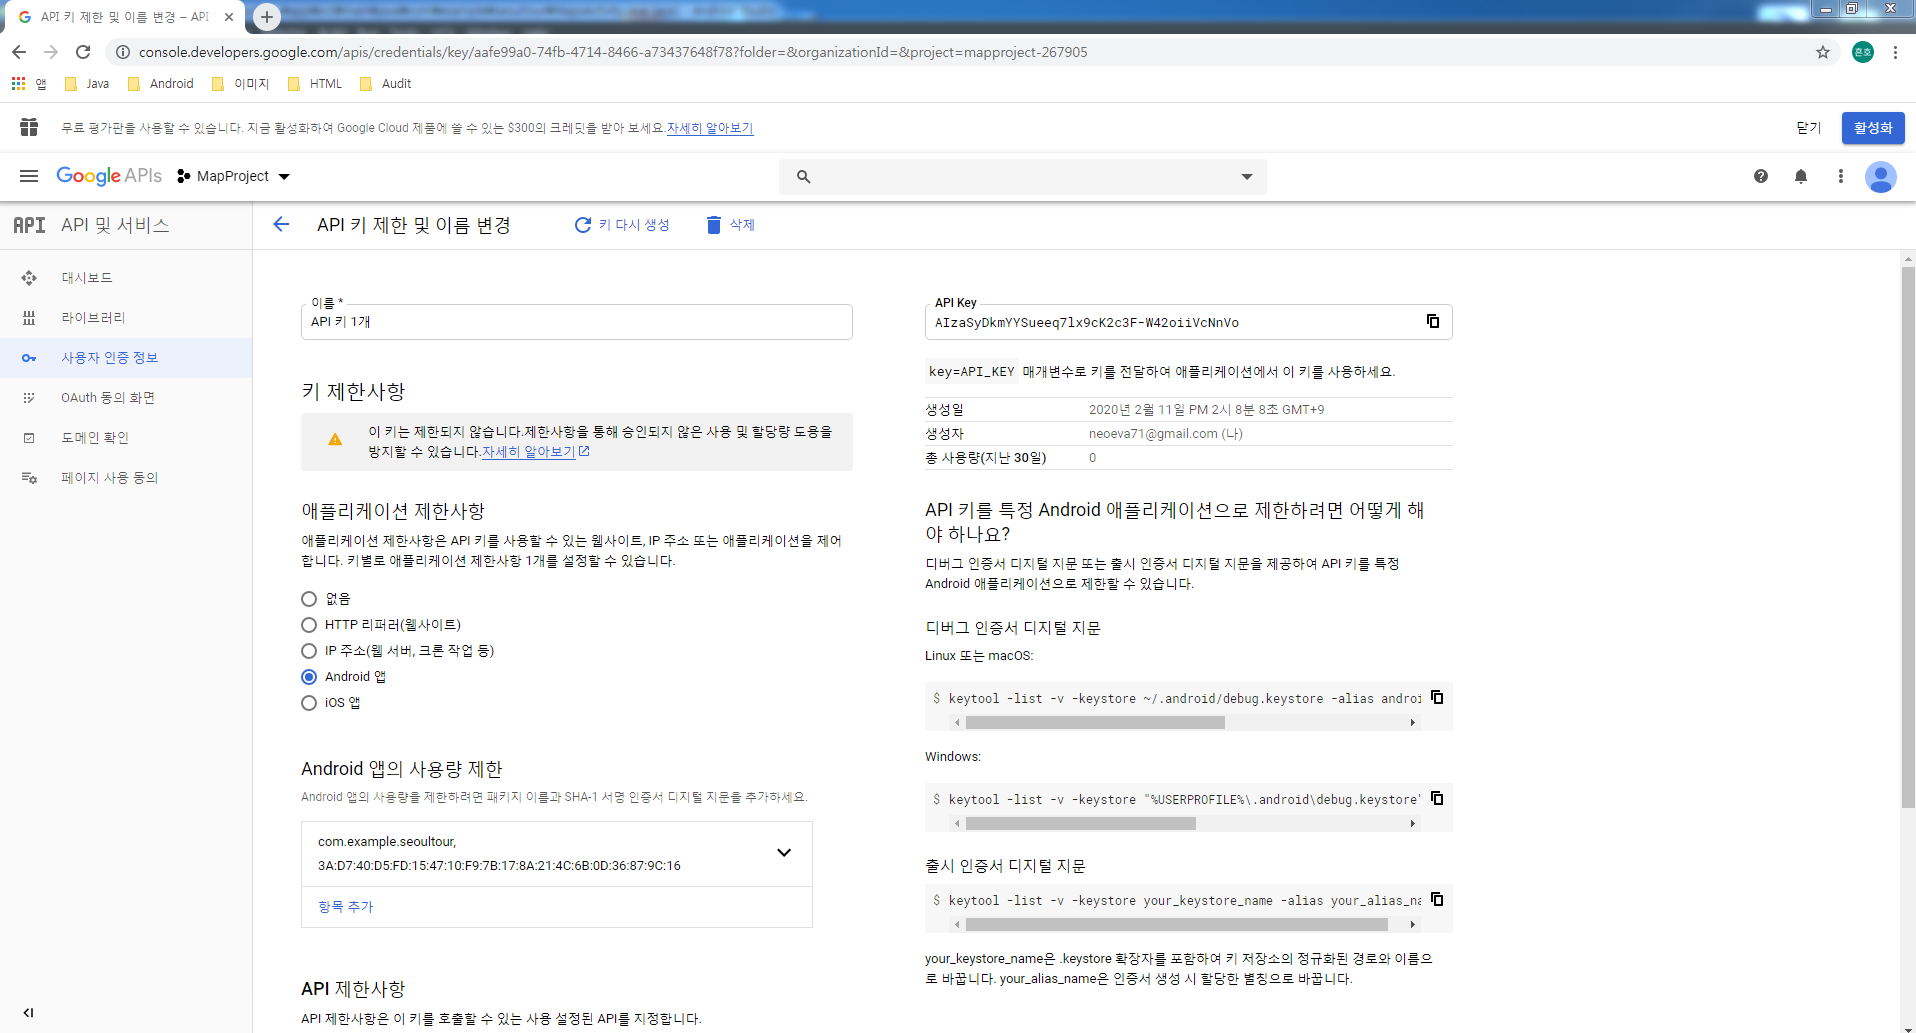 API 키 제한 및 이름 변경 – API
console.developers.google.com/apis/credentials/key/aafe99a0-74fb-4714-8466-a73437648f78?folder=&organizationId=&project=mapproject-267905
혼호
앱 Java Android 이미지 HTML Audit
무료 평가판을 사용할 수 있습니다. 지금 활성화하여 Google Cloud 제품에 쓸 수 있는 $300의 크레딧을 받아 보세요.자세히 알아보기
닫기
활성화
Google APIs
MapProject
API API 및 서비스
대시보드
라이브러리
사용자 인증 정보
OAuth 동의 화면
도메인 확인
페이지 사용 동의
API 키 제한 및 이름 변경
키 다시 생성
삭제
이름 *
API 키 1개
키 제한사항
이 키는 제한되지 않습니다.제한사항을 통해 승인되지 않은 사용 및 할당량 도용을
방지할 수 있습니다.자세히 알아보기
애플리케이션 제한사항
애플리케이션 제한사항은 API 키를 사용할 수 있는 웹사이트, IP 주소 또는 애플리케이션을 제어
합니다. 키별로 애플리케이션 제한사항 1개를 설정할 수 있습니다.
없음
HTTP 리퍼러(웹사이트)
IP 주소(웹 서버, 크론 작업 등)
Android 앱
iOS 앱
Android 앱의 사용량 제한
Android 앱의 사용량을 제한하려면 패키지 이름과 SHA-1 서명 인증서 디지털 지문을 추가하세요.
com.example.seoultour,
3A:D7:40:D5:FD:15:47:10:F9:7B:17:8A:21:4C:6B:0D:36:87:9C:16
항목 추가
API 제한사항
API 제한사항은 이 키를 호출할 수 있는 사용 설정된 API를 지정합니다.
API Key
AIzaSyDkmYYSueeq7lx9cK2c3F-W42oiiVcNnVo
key=API_KEY 매개변수로 키를 전달하여 애플리케이션에서 이 키를 사용하세요.
생성일 2020년 2월 11일 PM 2시 8분 8초 GMT+9
생성자 neoeva71@gmail.com (나)
총 사용량(지난 30일) 0
API 키를 특정 Android 애플리케이션으로 제한하려면 어떻게 해
야 하나요?
디버그 인증서 디지털 지문 또는 출시 인증서 디지털 지문을 제공하여 API 키를 특정
Android 애플리케이션으로 제한할 수 있습니다.
디버그 인증서 디지털 지문
Linux 또는 macOS:
$ keytool -list -v -keystore ~/.android/debug.keystore -alias androi
Windows:
$ keytool -list -v -keystore "%USERPROFILE%\.android\debug.keystore"
출시 인증서 디지털 지문
$ keytool -list -v -keystore your_keystore_name -alias your_alias_na
your_keystore_name은 .keystore 확장자를 포함하여 키 저장소의 정규화된 경로와 이름으
로 바꿉니다. your_alias_name은 인증서 생성 시 할당한 별칭으로 바꿉니다.